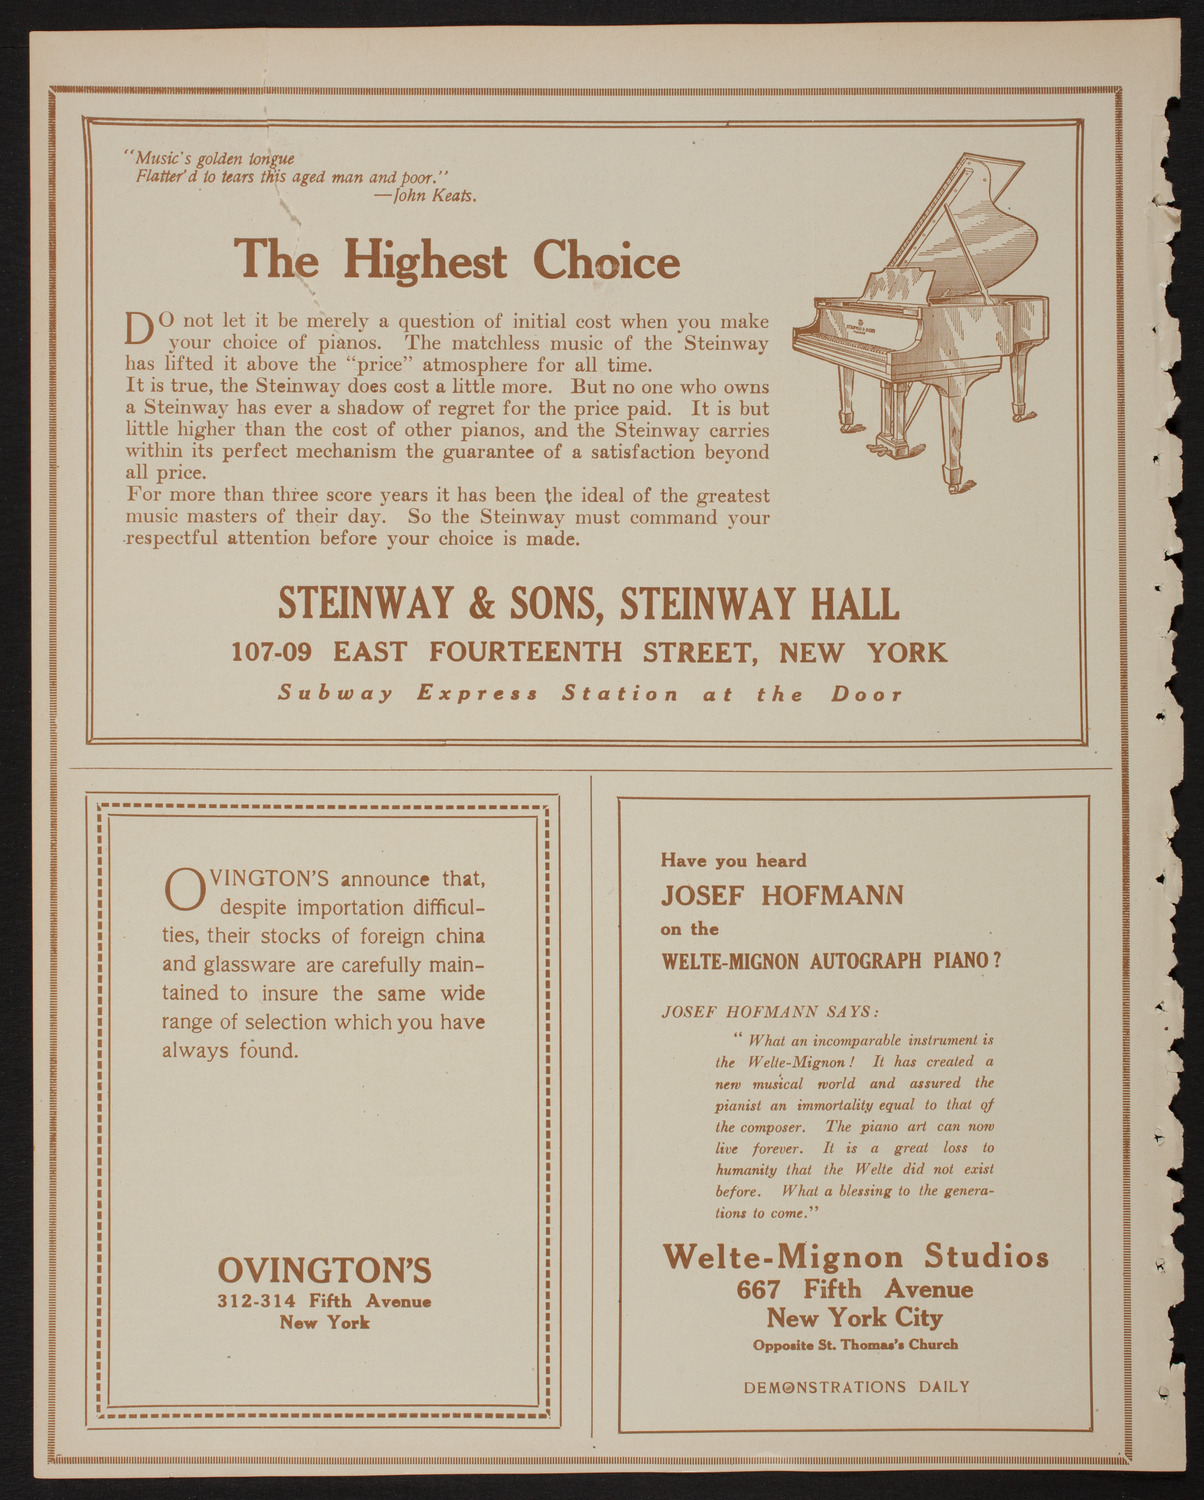 "Music's golden tongue
Flatter'd to tears this aged man and poor."
—John Keats.
The Highest Choice
DO not let it be merely a question of initial cost when you make
your choice of pianos. The matchless music of the Steinway
has lifted it above the "price" atmosphere for all time.
It is true, the Steinway does cost a little more. But no one who owns
a Steinway has ever a shadow of regret for the price paid. It is but
little higher than the cost of other pianos, and the Steinway carries
within its perfect mechanism the guarantee of a satisfaction beyond
all price.
For more than three score years it has been the ideal of the greatest
music masters of their day. So the Steinway must command your
respectful attention before your choice is made.
STEINWAY & SONS, STEINWAY HALL
107-09 EAST FOURTEENTH STREET, NEW YORK
Subway Express Station at the Door
OVINGTON'S announce that,
despite importation difficul-
ties, their stocks of foreign china
and glassware are carefully main-
tained to insure the same wide
range of selection which you have
always found.
OVINGTON'S
312-314 Fifth Avenue
New York
Have you heard
JOSEF HOFMANN
on the
WELTE-MIGNON AUTOGRAPH PIANO?
JOSEF HOFMANN SAYS:
"What an incomparable instrument is
the Welte-Mignon! It has created a
new musical world and assured the
pianist an immortality equal to that of
the composer. The piano art can now
live forever. It is a great loss to
humanity that the Welte did not exist
before. What a blessing to the genera-
tions to come."
Welte-Mignon Studios
667 Fifth Avenue
New York City
Opposite St. Thomas's Church
DEMONSTRATIONS DAILY